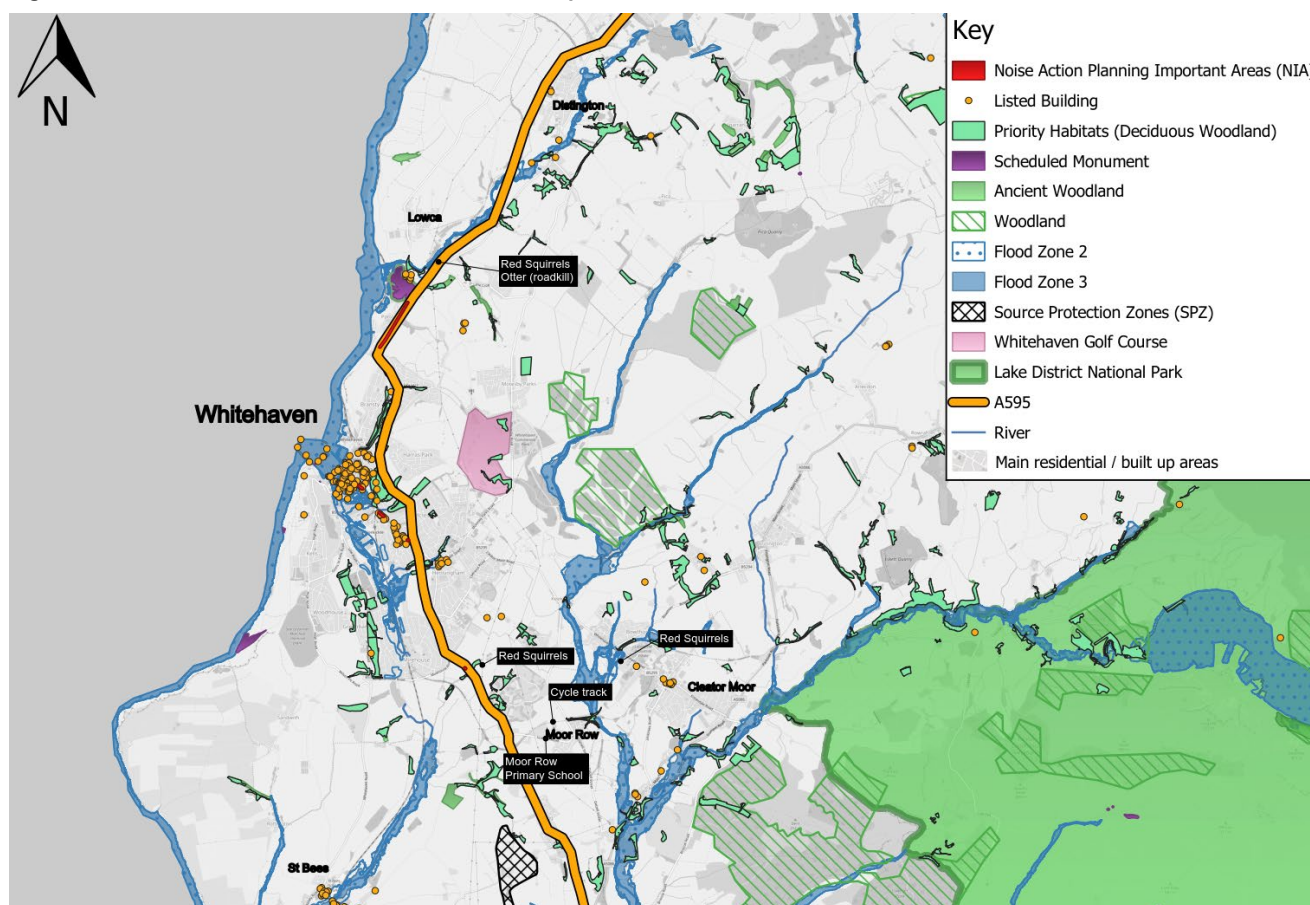 N
Distington
Lowca
Red Squirrels
Otter (roadkill)
Whitehaven
Red Squirrels
Red Squirrels
Cycle track
Cleator Moor
Moor Row
Moor Row
Primary School
St Bees
Key
Noise Action Planning Important Areas (NIA)
Listed Building
Priority Habitats (Deciduous Woodland)
Scheduled Monument
Ancient Woodland
Woodland
Flood Zone 2
Flood Zone 3
Source Protection Zones (SPZ)
Whitehaven Golf Course
Lake District National Park
A595
River
Main residential / built up areas